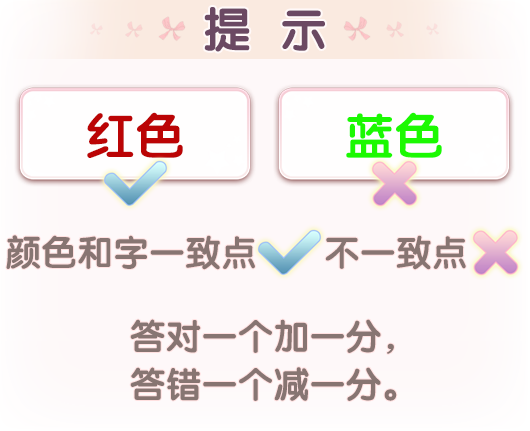 提 示
红色 蓝色
颜色和字一致点 不一致点
答对一个加一分，
答错一个减一分。